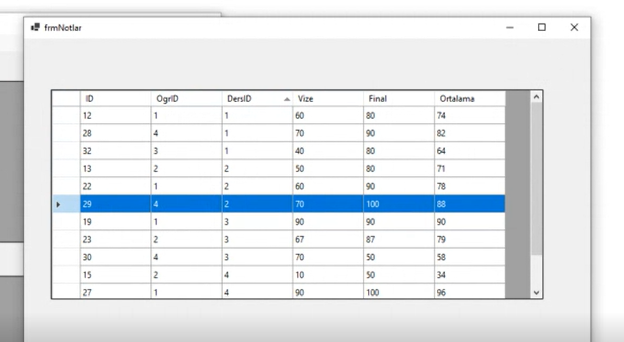 frmNotlar
ID OgrID DersID Vize Final Ortalama
12 1 1 60 80 74
28 4 1 70 90 82
32 3 1 40 80 64
13 2 2 50 80 71
22 1 2 60 90 78
29 4 2 70 100 88
19 1 3 90 90 90
23 2 3 67 87 79
30 4 3 70 50 58
15 2 4 10 50 34
27 1 4 90 100 96